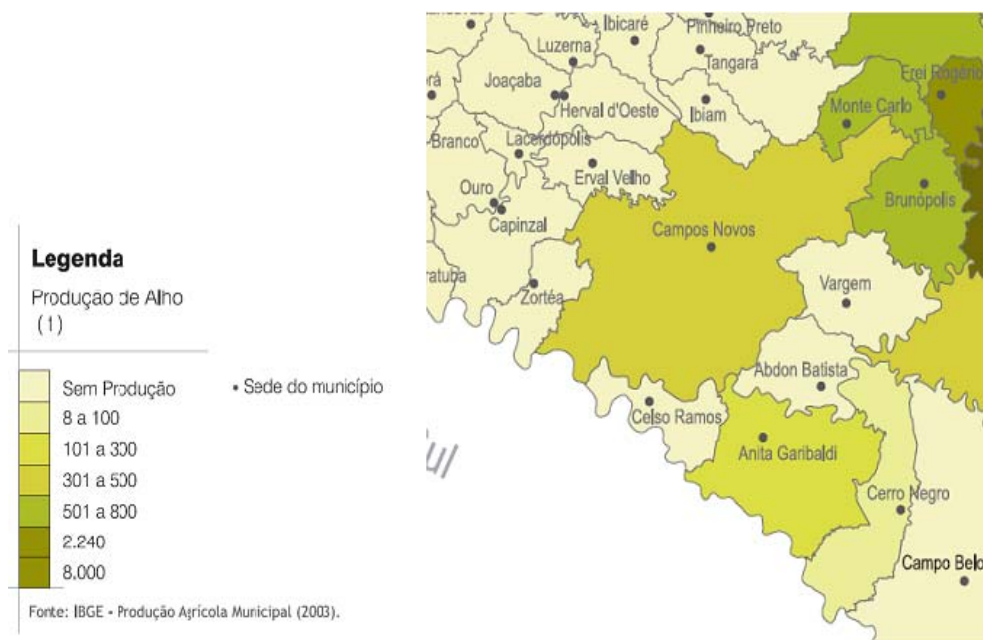 Ibicaré
Pinheiro Preto
Luzerna
Tangará
Frei Rogério
Joaçaba
Herval d'Oeste
Ibiam
Monte Carlo
Branco
Lacerdópolis
Erval Velho
Ouro
Brunópolis
Capinzal
Campos Novos
Vargem
Zortéa
Abdon Batista
Celso Ramos
Anita Garibaldi
Cerro Negro
Campo Belo
Legenda
Produção de Alho
(1)
Sem Produção
8 a 100
101 a 300
301 a 500
501 a 800
2.240
8.000
• Sede do município
Fonte: IBGE - Produção Agrícola Municipal (2003).